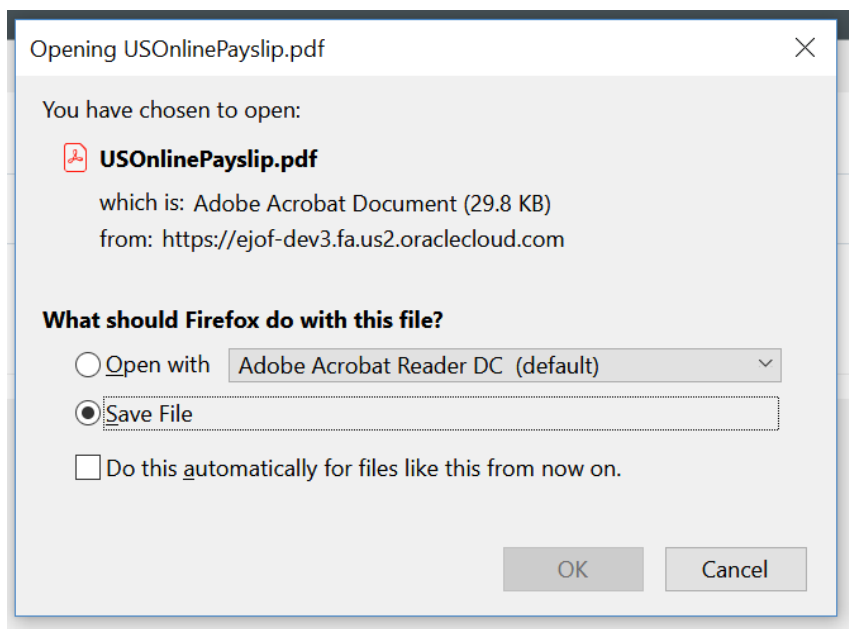 Opening USOnlinePayslip.pdf
You have chosen to open:
USOnlinePayslip.pdf
which is: Adobe Acrobat Document (29.8 KB)
from: https://ejof-dev3.fa.us2.oraclecloud.com
What should Firefox do with this file?
Open with Adobe Acrobat Reader DC (default)
Save File
Do this automatically for files like this from now on.
OK Cancel